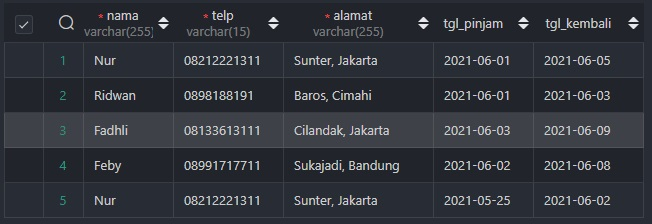 * nama * telp * alamat tgl_pinjam tgl_kembali
varchar(255) varchar(15) varchar(255)
1 Nur 08212221311 Sunter, Jakarta 2021-06-01 2021-06-05
2 Ridwan 0898188191 Baros, Cimahi 2021-06-01 2021-06-03
3 Fadhli 08133613111 Cilandak, Jakarta 2021-06-03 2021-06-09
4 Feby 08991717711 Sukajadi, Bandung 2021-06-02 2021-06-08
5 Nur 08212221311 Sunter, Jakarta 2021-05-25 2021-06-02